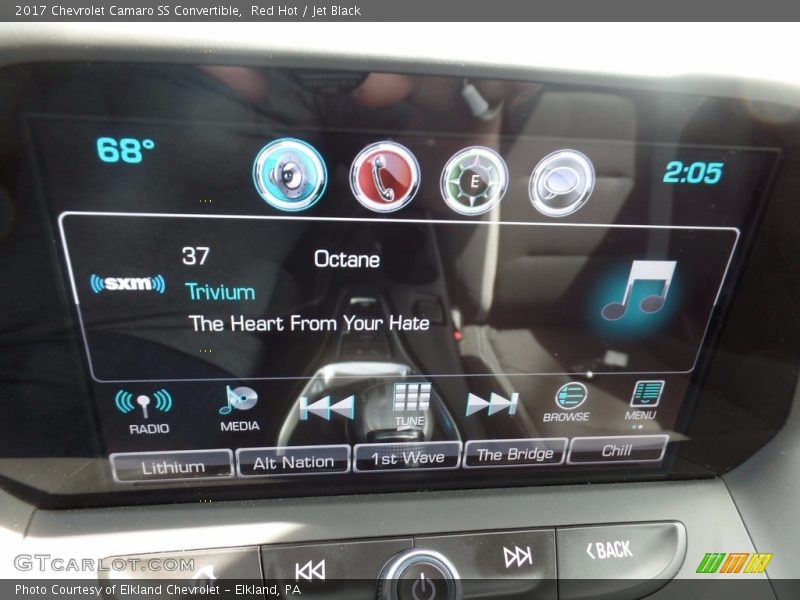 2017 Chevrolet Camaro SS Convertible,  Red Hot / Jet Black
68°
E
2:05
37
Octane
sxm
Trivium
The Heart From Your Hate
RADIO
MEDIA
TUNE
BROWSE
MENU
Lithium
Alt Nation
1st Wave
The Bridge
Chill
BACK
GTcarlot.com
Photo Courtesy of Elkland Chevrolet - Elkland, PA